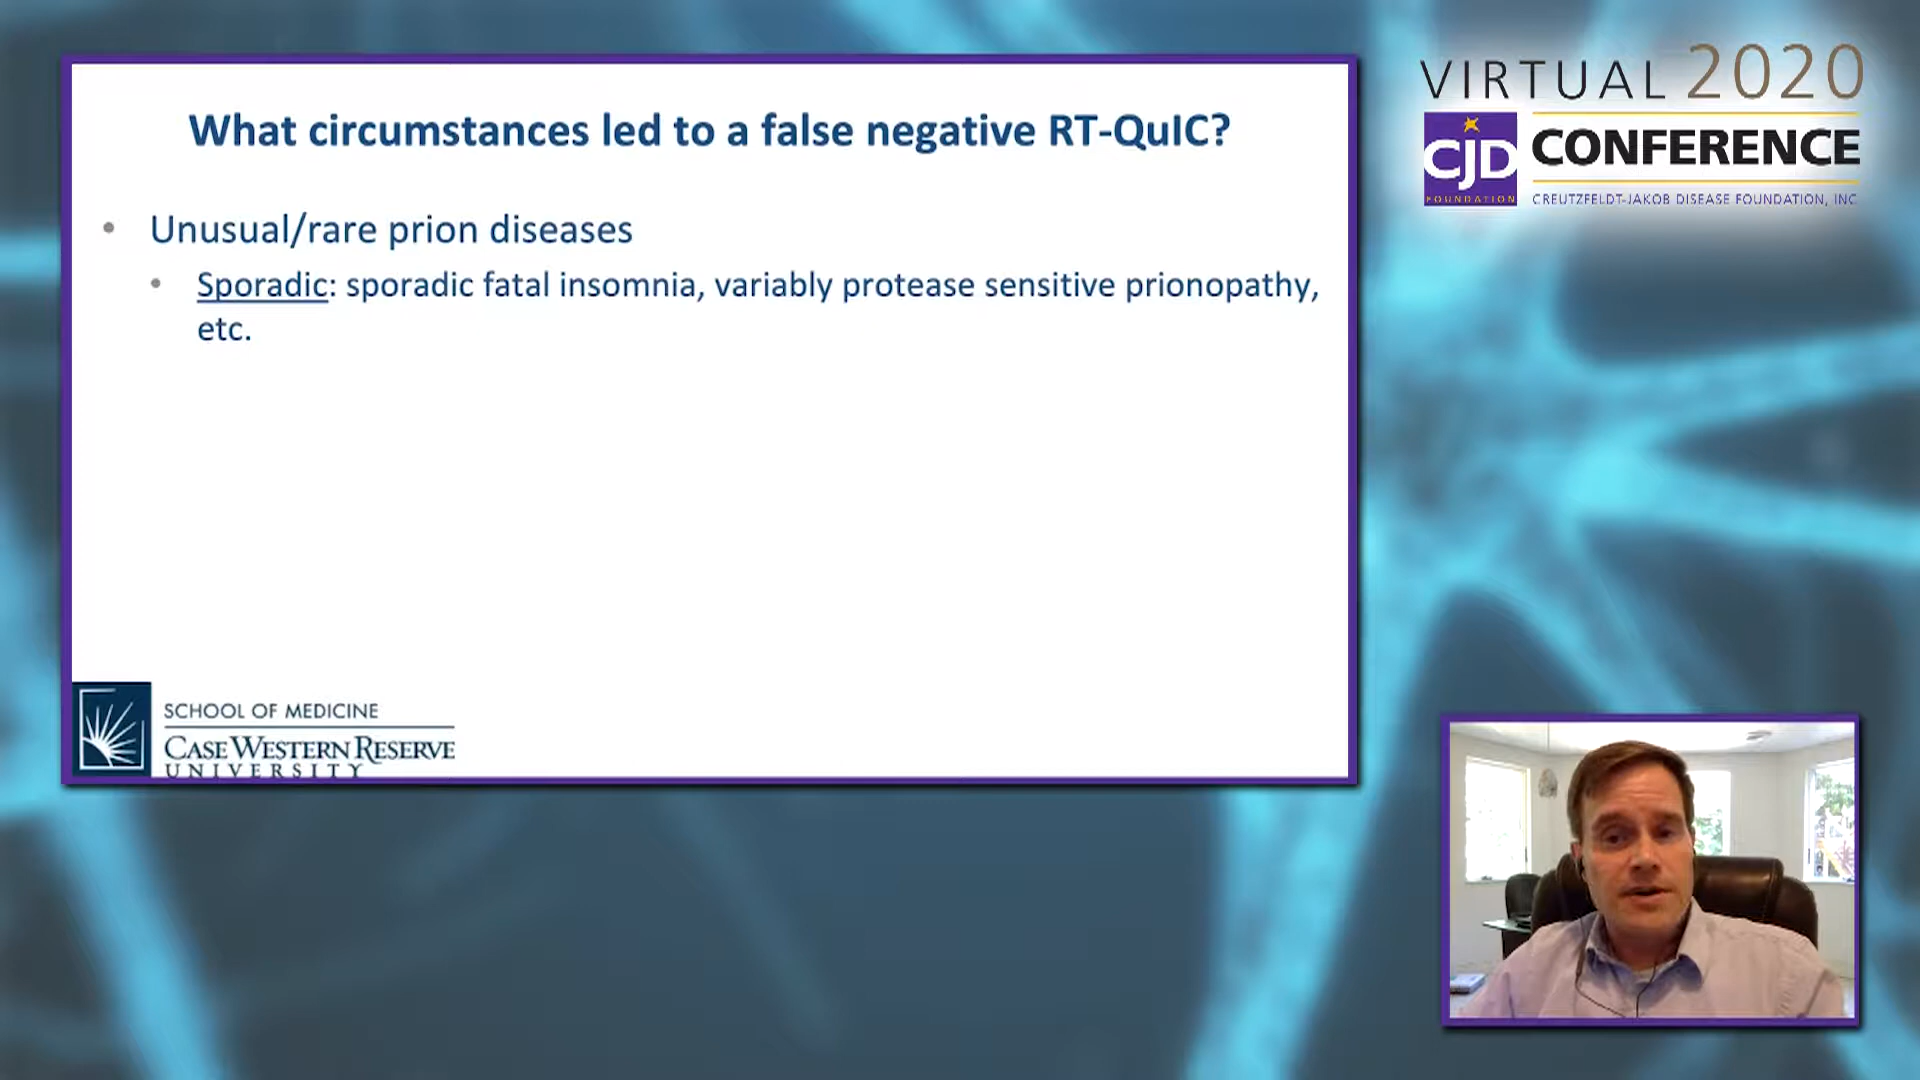 What circumstances led to a false negative RT-QuIC?
• Unusual/rare prion diseases
• Sporadic: sporadic fatal insomnia, variably protease sensitive prionopathy,
etc.
SCHOOL OF MEDICINE
CASE WESTERN RESERVE
UNIVERSITY
VIRTUAL 2020
CJD
FOUNDATION
CONFERENCE
CREUTZFELDT-JAKOB DISEASE FOUNDATION, INC.